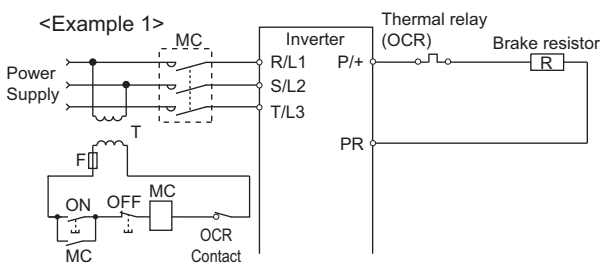 <Example 1>
MC
Power
Supply
Inverter
R/L1
S/L2
T/L3
P/+
PR
Thermal relay
(OCR)
Brake resistor
R
T
F
ON
OFF
MC
MC
OCR
Contact